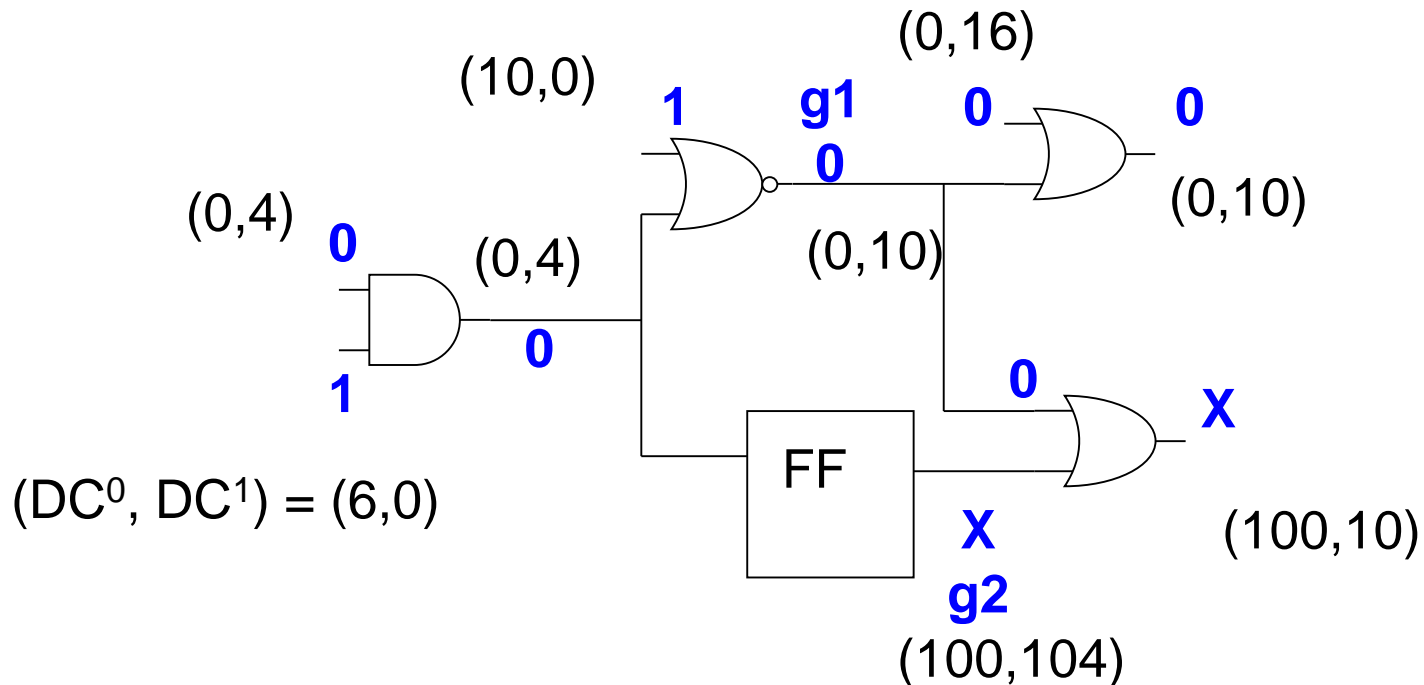 (0,16)
(10,0)
1
g1
0
0
0
(0,10)
(0,4)
0
(0,4)
(0,10)
0
1
0
X
FF
(DC⁰, DC¹) = (6,0)
X
(100,10)
g2
(100,104)